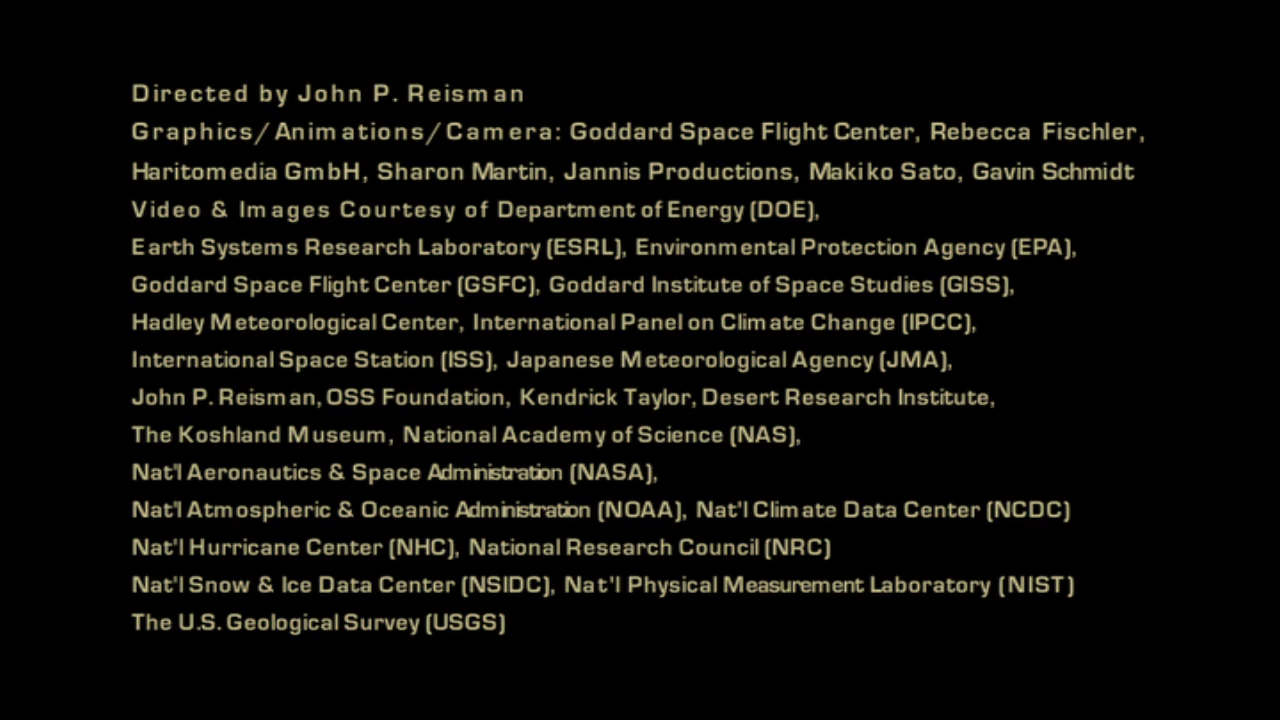 Directed by John P. Reisman
Graphics/Animations/Camera: Goddard Space Flight Center, Rebecca Fischler,
Haritomedia GmbH, Sharon Martin, Jannis Productions, Makiko Sato, Gavin Schmidt
Video & Images Courtesy of Department of Energy (DOE),
Earth Systems Research Laboratory (ESRL), Environmental Protection Agency (EPA),
Goddard Space Flight Center (GSFC), Goddard Institute of Space Studies (GISS),
Hadley Meteorological Center, International Panel on Climate Change (IPCC),
International Space Station (ISS), Japanese Meteorological Agency (JMA),
John P. Reisman, OSS Foundation, Kendrick Taylor, Desert Research Institute,
The Koshland Museum, National Academy of Science (NAS),
Nat'l Aeronautics & Space Administration (NASA),
Nat'l Atmospheric & Oceanic Administration (NOAA), Nat'l Climate Data Center (NCDC)
Nat'l Hurricane Center (NHC), National Research Council (NRC)
Nat'l Snow & Ice Data Center (NSIDC), Nat'l Physical Measurement Laboratory (NIST)
The U.S. Geological Survey (USGS)